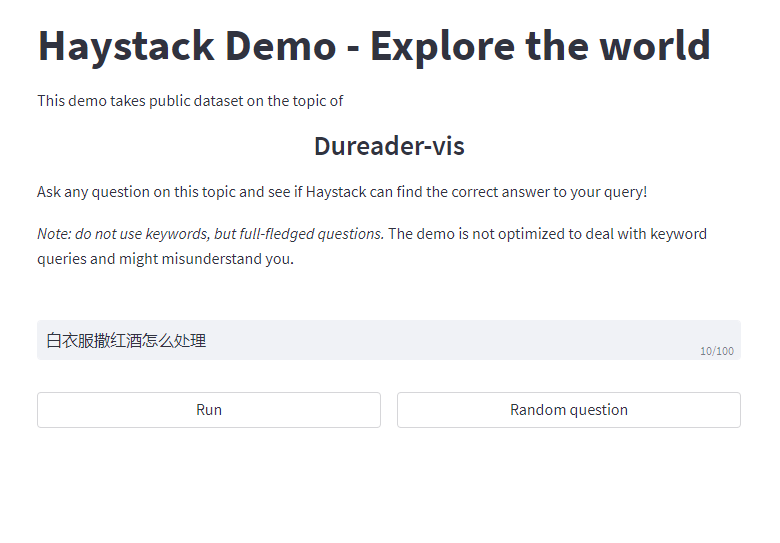 Haystack Demo - Explore the world
This demo takes public dataset on the topic of
Dureader-vis
Ask any question on this topic and see if Haystack can find the correct answer to your query!
Note: do not use keywords, but full-fledged questions. The demo is not optimized to deal with keyword
queries and might misunderstand you.
白衣服撒红酒怎么处理
10/100
Run
Random question